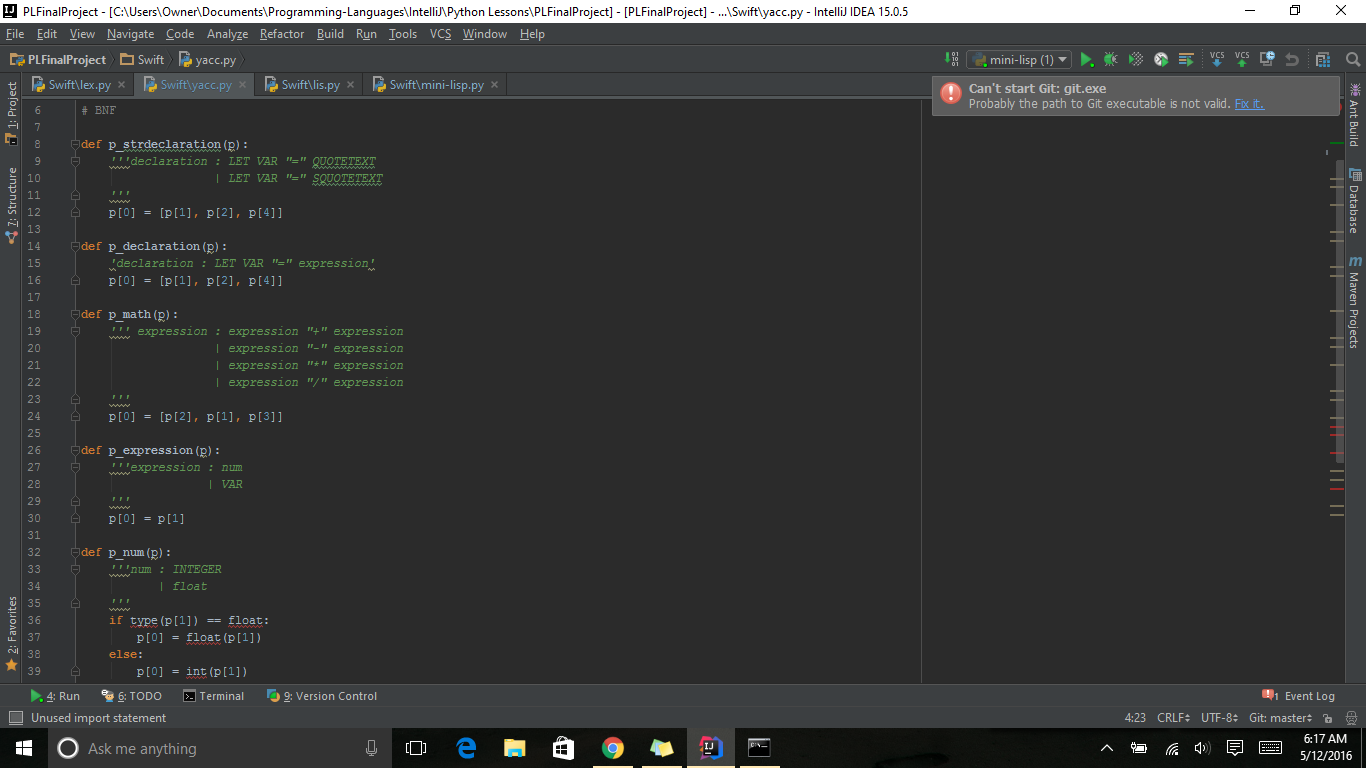 PLFinalProject - [C:\Users\Owner\Documents\Programming-Languages\IntelliJ\Python Lessons\PLFinalProject] - [PLFinalProject] - ...\Swift\yacc.py - IntelliJ IDEA 15.0.5
File Edit View Navigate Code Analyze Refactor Build Run Tools VCS Window Help
PLFinalProject Swift yacc.py mini-lisp (1) VCS VCS
Swift\lex.py Swift\yacc.py Swift\lis.py Swift\mini-lisp.py
Can't start Git: git.exe
Probably the path to Git executable is not valid. Fix it.
1: Project
7: Structure
2: Favorites
6 # BNF
7
8 def p_strdeclaration(p):
9 '''declaration : LET VAR "=" QUOTETEXT
10 | LET VAR "=" SQUOTETEXT
11 '''
12 p[0] = [p[1], p[2], p[4]]
13
14 def p_declaration(p):
15 'declaration : LET VAR "=" expression'
16 p[0] = [p[1], p[2], p[4]]
17
18 def p_math(p):
19 ''' expression : expression "+" expression
20 | expression "-" expression
21 | expression "*" expression
22 | expression "/" expression
23 '''
24 p[0] = [p[2], p[1], p[3]]
25
26 def p_expression(p):
27 '''expression : num
28 | VAR
29 '''
30 p[0] = p[1]
31
32 def p_num(p):
33 '''num : INTEGER
34 | float
35 '''
36 if type(p[1]) == float:
37 p[0] = float(p[1])
38 else:
39 p[0] = int(p[1])
Ant Build
Database
Maven Projects
4: Run 6: TODO Terminal 9: Version Control 1 Event Log
Unused import statement 4:23 CRLF UTF-8 Git: master
Ask me anything
6:17 AM
5/12/2016